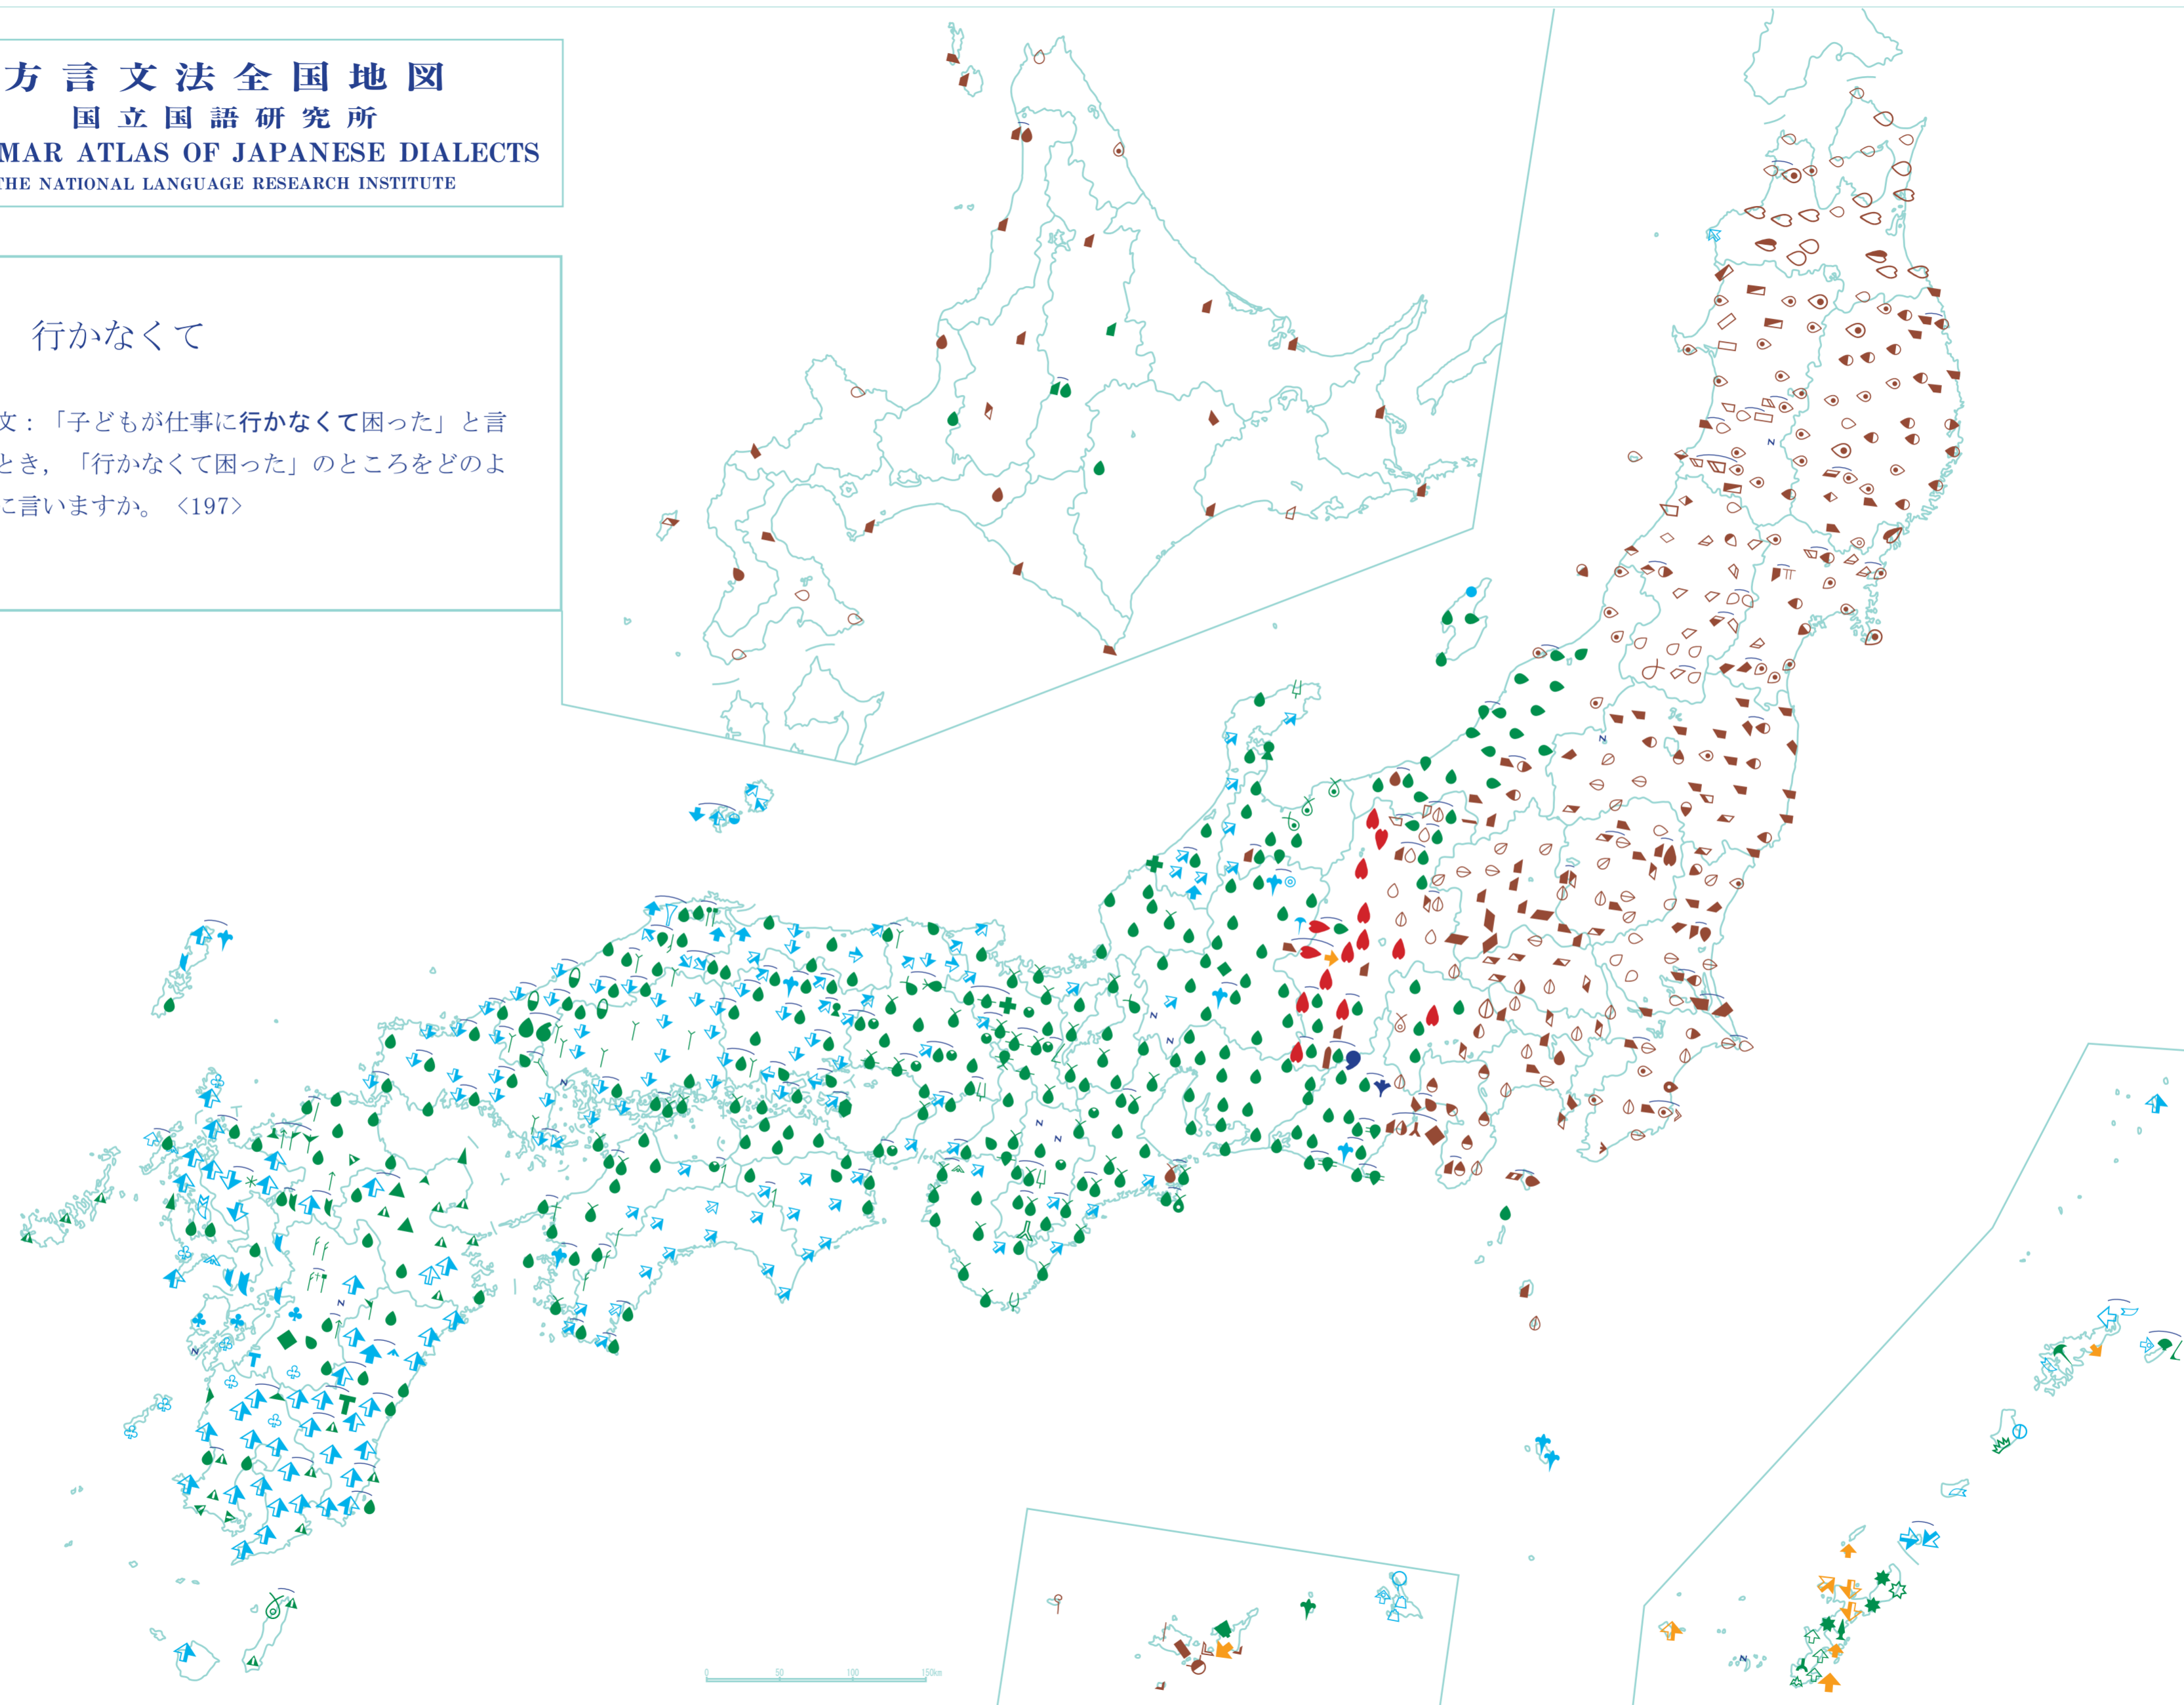 方言文法全国地図
国立国語研究所
MAR ATLAS OF JAPANESE DIALECTS
THE NATIONAL LANGUAGE RESEARCH INSTITUTE
行かなくて
文：「子どもが仕事に行かなくて困った」と言
とき，「行かなくて困った」のところをどのよ
に言いますか。〈197〉
0 50 100 150km
N
N
N
N
N
N
N
N
N
N